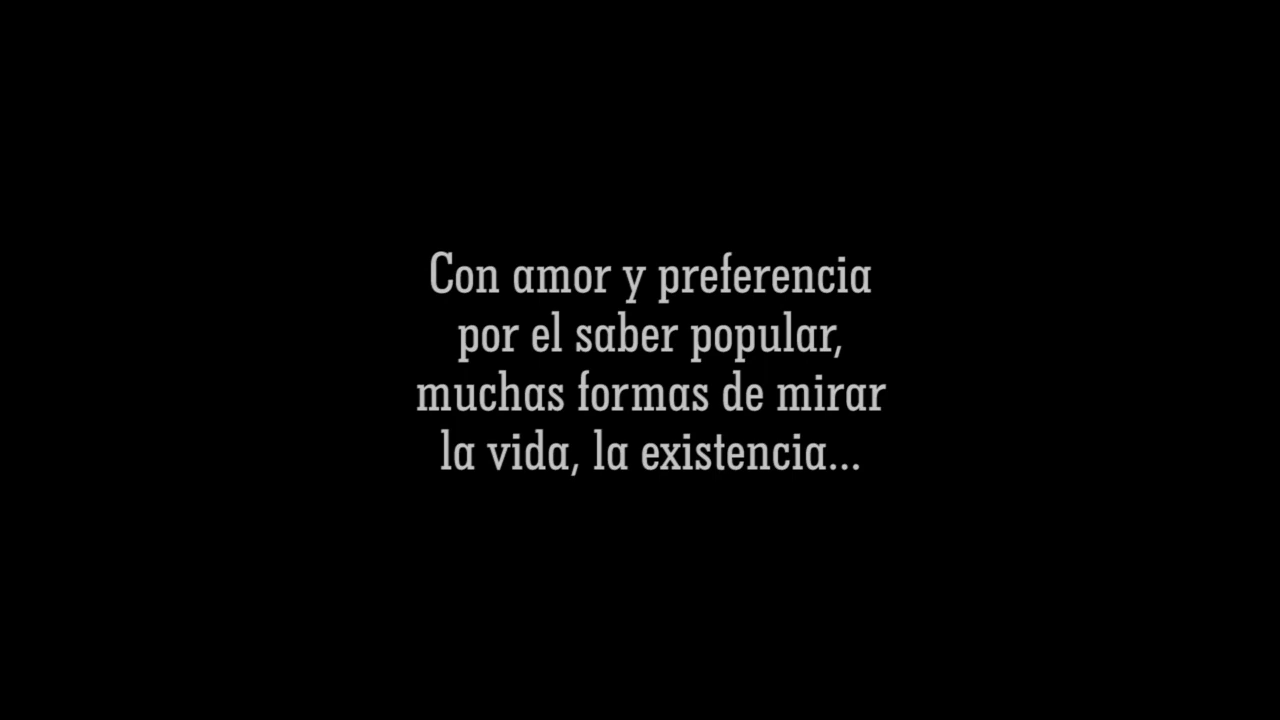 Con amor y preferencia
por el saber popular,
muchas formas de mirar
la vida, la existencia...